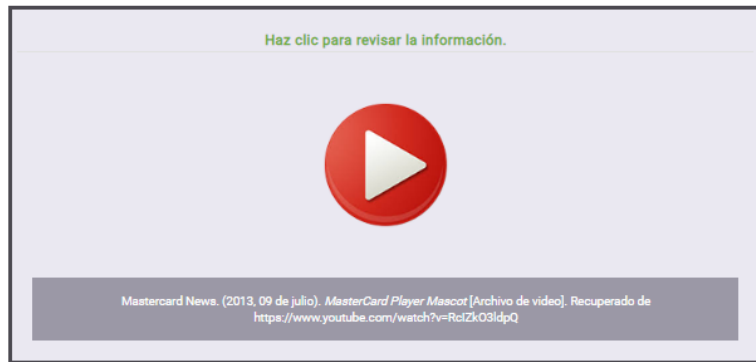 Haz clic para revisar la información.
Mastercard News. (2013, 09 de julio). MasterCard Player Mascot [Archivo de video]. Recuperado de
https://www.youtube.com/watch?v=RcIZkO3ldpQ